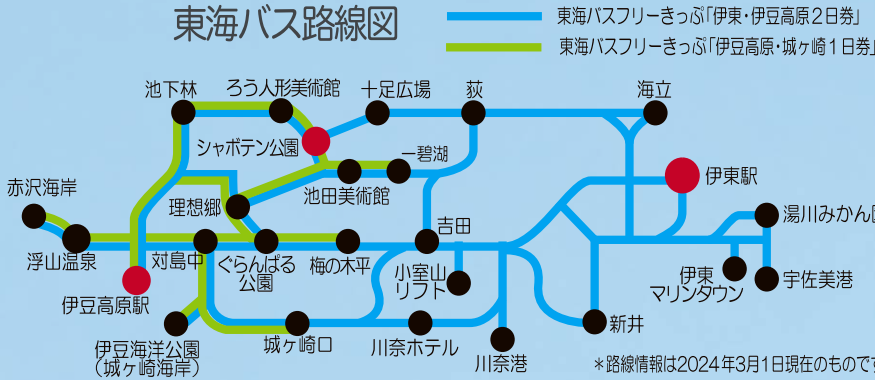 東海バス路線図
東海バスフリーきっぷ「伊東・伊豆高原2日券」
東海バスフリーきっぷ「伊豆高原・城ヶ崎1日券」
池下林
ろう人形美術館
十足広場
荻
海立
シャボテン公園
一碧湖
池田美術館
伊東駅
赤沢海岸
理想郷
吉田
湯川みかん園
浮山温泉
対島中
ぐらんぱる
公園
梅の木平
小室山
リフト
伊東
マリンタウン
宇佐美港
伊豆高原駅
伊豆海洋公園
(城ヶ崎海岸)
城ヶ崎口
川奈ホテル
川奈港
新井
*路線情報は2024年3月1日現在のものです